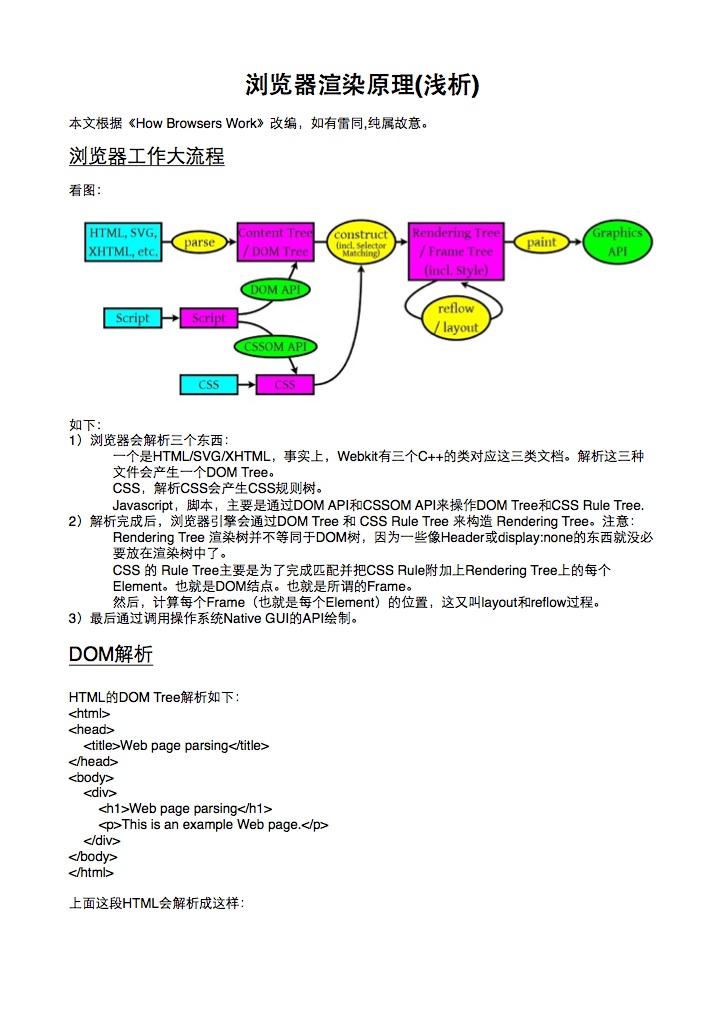 浏览器渲染原理(浅析)
本文根据《How Browsers Work》改编，如有雷同,纯属故意。
浏览器工作大流程
看图：
HTML, SVG,
XHTML, etc.
parse
Content Tree
/ DOM Tree
construct
(incl. Selector
Matching)
Rendering Tree
/ Frame Tree
(incl. Style)
paint
Graphics
API
DOM API
reflow
/ layout
Script
Script
CSSOM API
CSS
CSS
如下：
1）浏览器会解析三个东西：
一个是HTML/SVG/XHTML，事实上，Webkit有三个C++的类对应这三类文档。解析这三种
文件会产生一个DOM Tree。
CSS，解析CSS会产生CSS规则树。
Javascript，脚本，主要是通过DOM API和CSSOM API来操作DOM Tree和CSS Rule Tree.
2）解析完成后，浏览器引擎会通过DOM Tree 和 CSS Rule Tree 来构造 Rendering Tree。注意：
Rendering Tree 渲染树并不等同于DOM树，因为一些像Header或display:none的东西就没必
要放在渲染树中了。
CSS 的 Rule Tree主要是为了完成匹配并把CSS Rule附加上Rendering Tree上的每个
Element。也就是DOM结点。也就是所谓的Frame。
然后，计算每个Frame（也就是每个Element）的位置，这又叫layout和reflow过程。
3）最后通过调用操作系统Native GUI的API绘制。
DOM解析
HTML的DOM Tree解析如下：
<html>
<head>
<title>Web page parsing</title>
</head>
<body>
<div>
<h1>Web page parsing</h1>
<p>This is an example Web page.</p>
</div>
</body>
</html>
上面这段HTML会解析成这样：